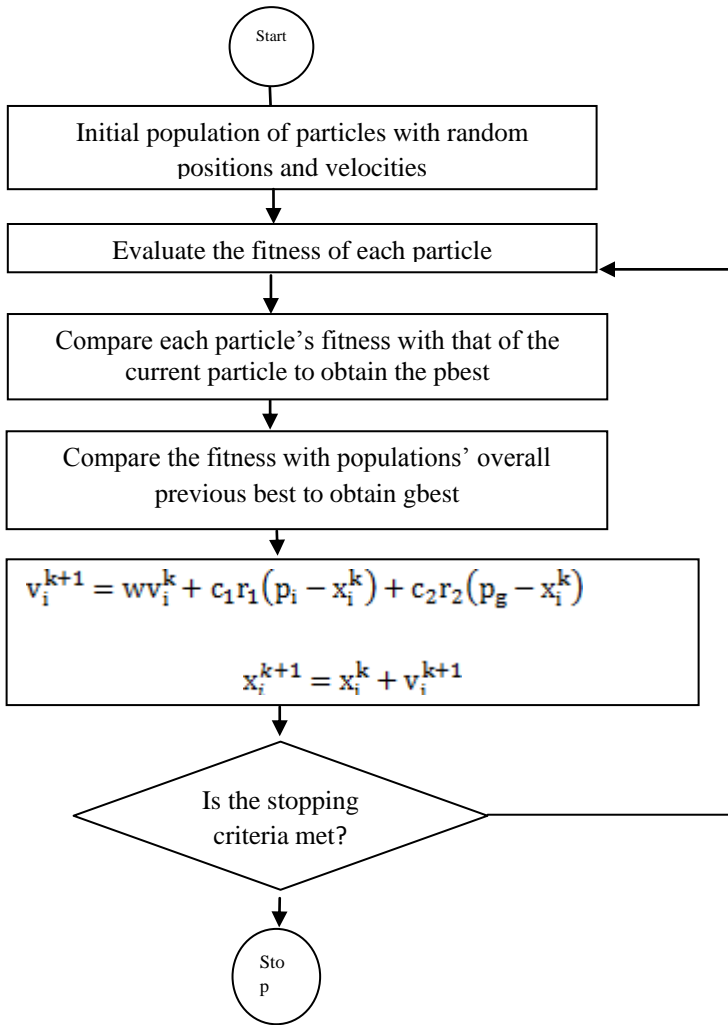 Start
Initial population of particles with random
positions and velocities
Evaluate the fitness of each particle
Compare each particle’s fitness with that of the
current particle to obtain the pbest
Compare the fitness with populations’ overall
previous best to obtain gbest
v_i^{k+1} = wv_i^k + c_1r_1(p_i − x_i^k) + c_2r_2(p_g − x_i^k)
x_i^{k+1} = x_i^k + v_i^{k+1}
Is the stopping
criteria met?
Sto
p